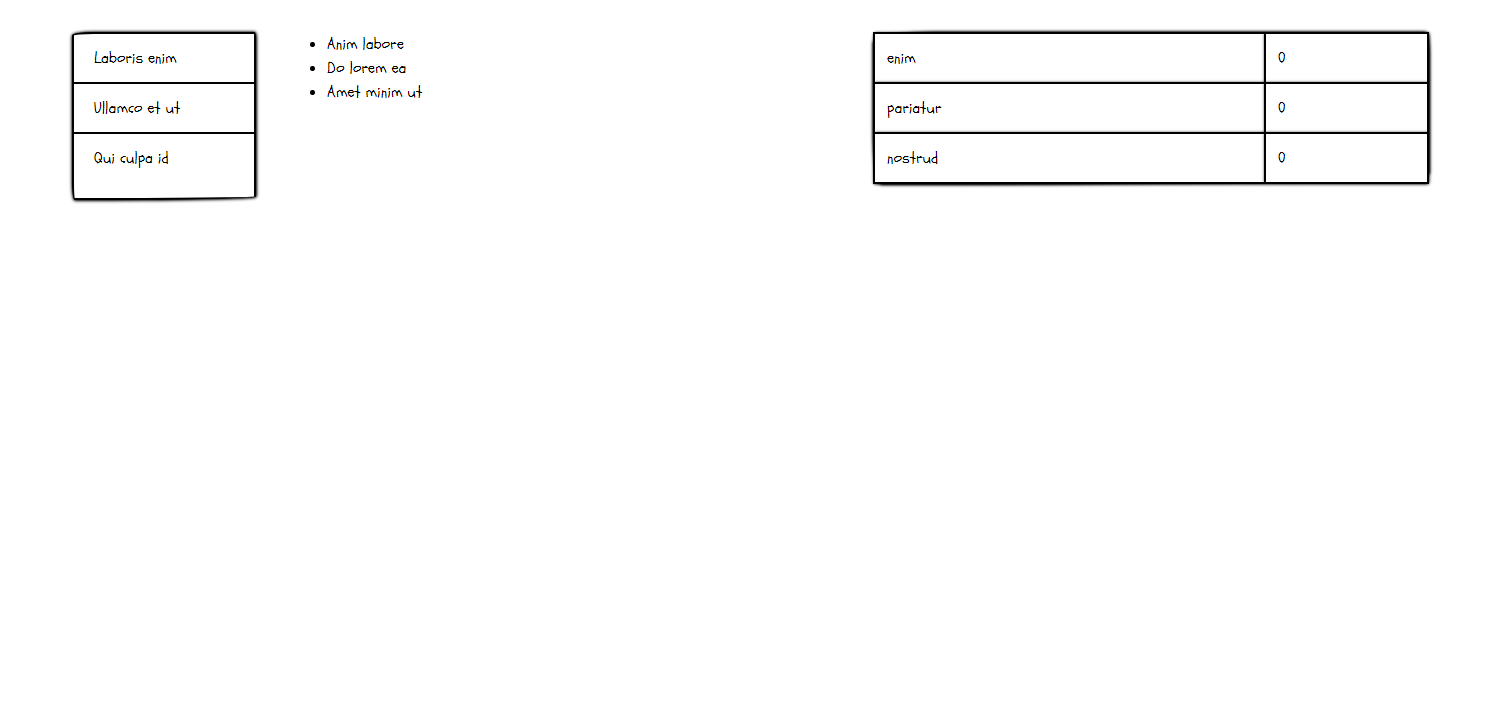 Laboris enim
Ullamco et ut
Qui culpa id
Anim labore
Do lorem ea
Amet minim ut
enim 0
pariatur 0
nostrud 0